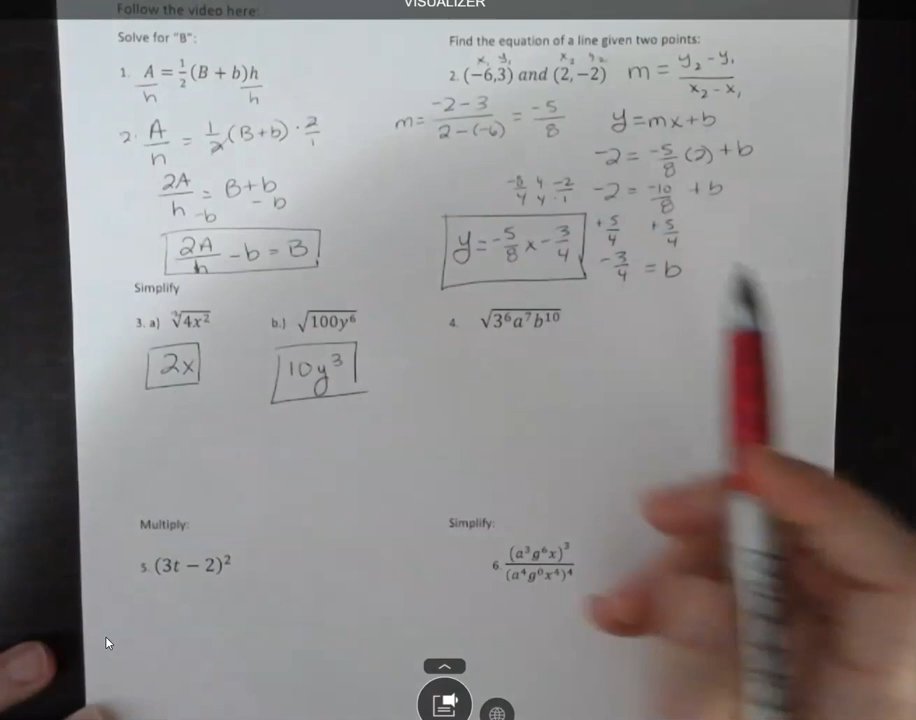 VISUALIZER
Follow the video here:
Solve for "B":
1. A = 1/2 (B + b)h
h h
2. A/h = 1/2 (B+b) · 2/1
2A/h = B+b
-b - b
2A/h - b = B
Find the equation of a line given two points:
x, y, x2 y2
2. (−6,3) and (2,−2) m = y2 - y1 / x2 - x1
m = -2-3 / 2-(-6) = -5/8
y = mx+b
-2 = -5/8 (2) + b
-2 = -10/8 + b
+5/4 +5/4
-3/4 = b
y = -5/8 x - 3/4
Simplify
3. a) √4x²
2x
b.) √100y⁶
10y³
4. √3⁶a⁷b¹⁰
Multiply:
5. (3t − 2)²
Simplify:
6. (a³g⁶x)³ / (a⁴g⁰x⁴)⁴